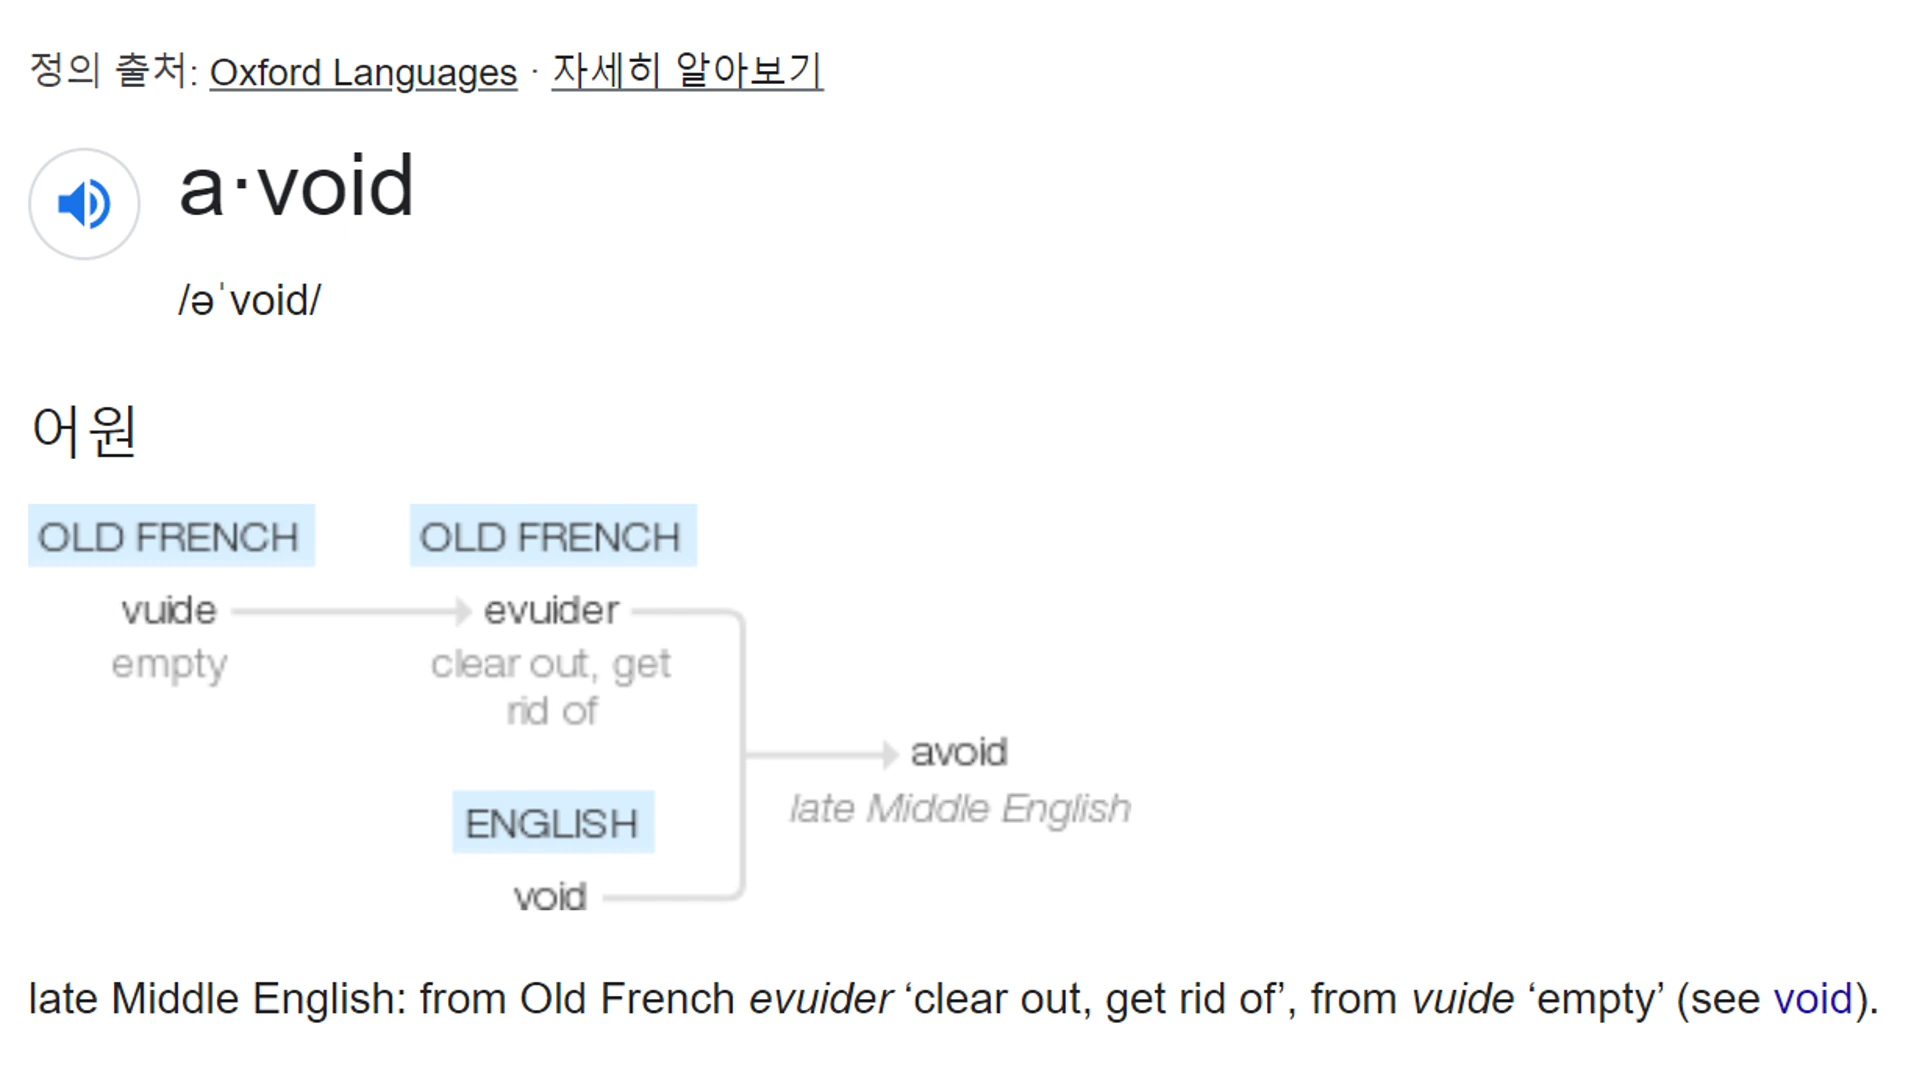 정의 출처: Oxford Languages · 자세히 알아보기
a·void
/əˈvoid/
어원
OLD FRENCH OLD FRENCH
vuide evuider
empty clear out, get
rid of
avoid
late Middle English
ENGLISH
void
late Middle English: from Old French evuider ‘clear out, get rid of’, from vuide ‘empty’ (see void).